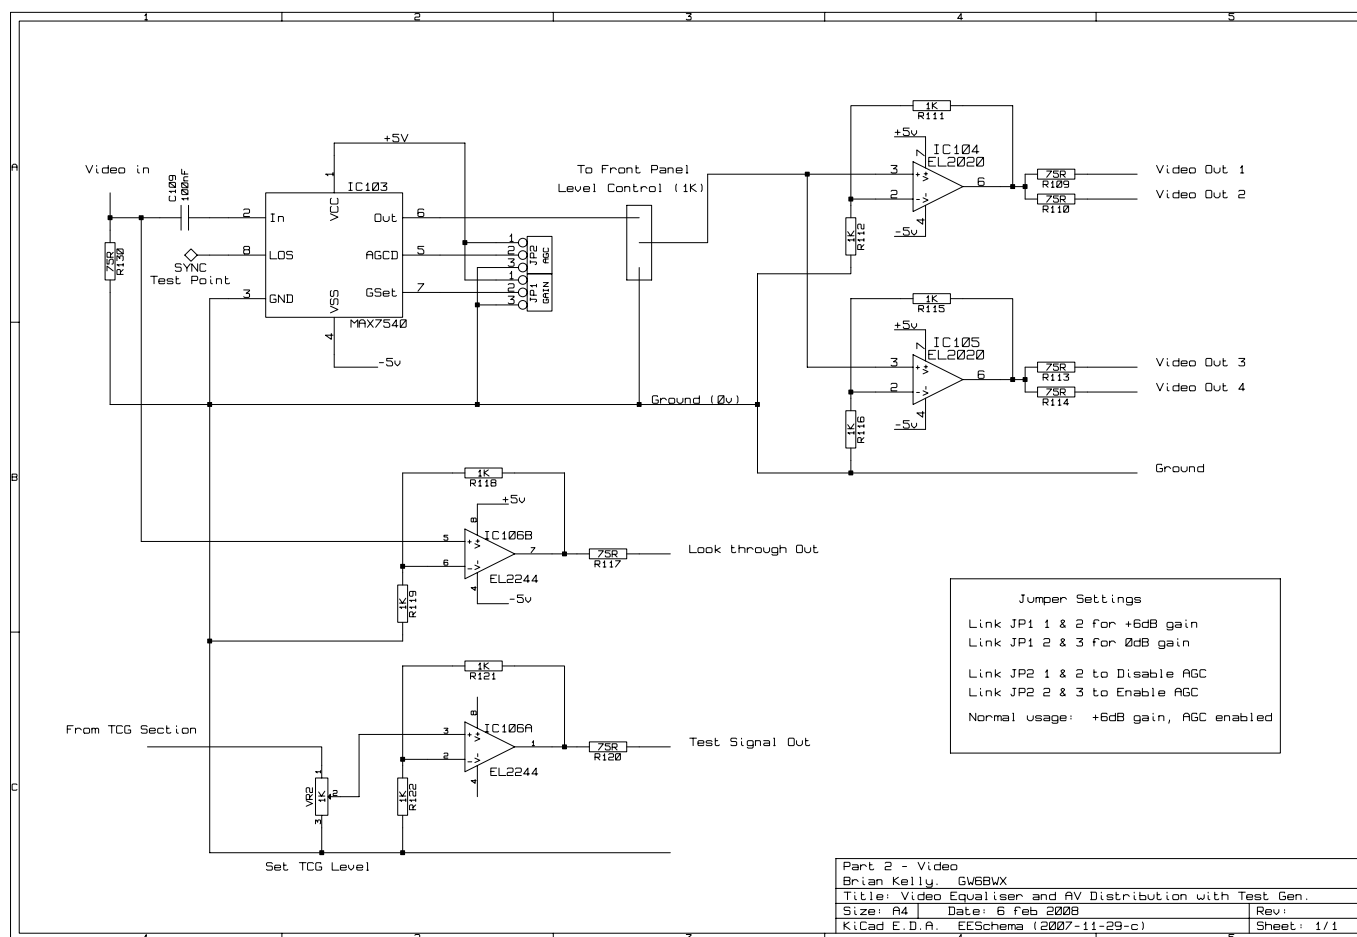 1 2 3 4 5
A
B
C
Video in
C109
100nF
75R
R130
SYNC
Test Point
+5V
IC103
1
VCC
2 In
8 LOS
3 GND
Out 6
AGCD 5
GSet 7
VSS
4
MAX7540
-5v
1
2
3
JP2
AGC
1
2
3
JP1
GAIN
To Front Panel
Level Control (1K)
Ground (0v)
1K
R111
+5v
7
IC104
EL2020
3
2
6
4
-5v
1K
R112
75R
R109
75R
R110
Video Out 1
Video Out 2
1K
R115
+5v
7
IC105
EL2020
3
2
6
4
-5v
1K
R116
75R
R113
75R
R114
Video Out 3
Video Out 4
Ground
1K
R118
+5v
8
IC106B
5
6
7
EL2244
4
-5v
1K
R119
75R
R117
Look through Out
1K
R121
8
IC106A
3
2
1
EL2244
4
1K
R122
75R
R120
Test Signal Out
From TCG Section
1
VR2
1K
2
3
Set TCG Level
Jumper Settings
Link JP1 1 & 2 for +6dB gain
Link JP1 2 & 3 for 0dB gain
Link JP2 1 & 2 to Disable AGC
Link JP2 2 & 3 to Enable AGC
Normal usage: +6dB gain, AGC enabled
Part 2 - Video
Brian Kelly. GW6BWX
Title: Video Equaliser and AV Distribution with Test Gen.
Size: A4 Date: 6 feb 2008 Rev:
KiCad E.D.A. EESchema (2007-11-29-c) Sheet: 1/1
1 2 3 4 5